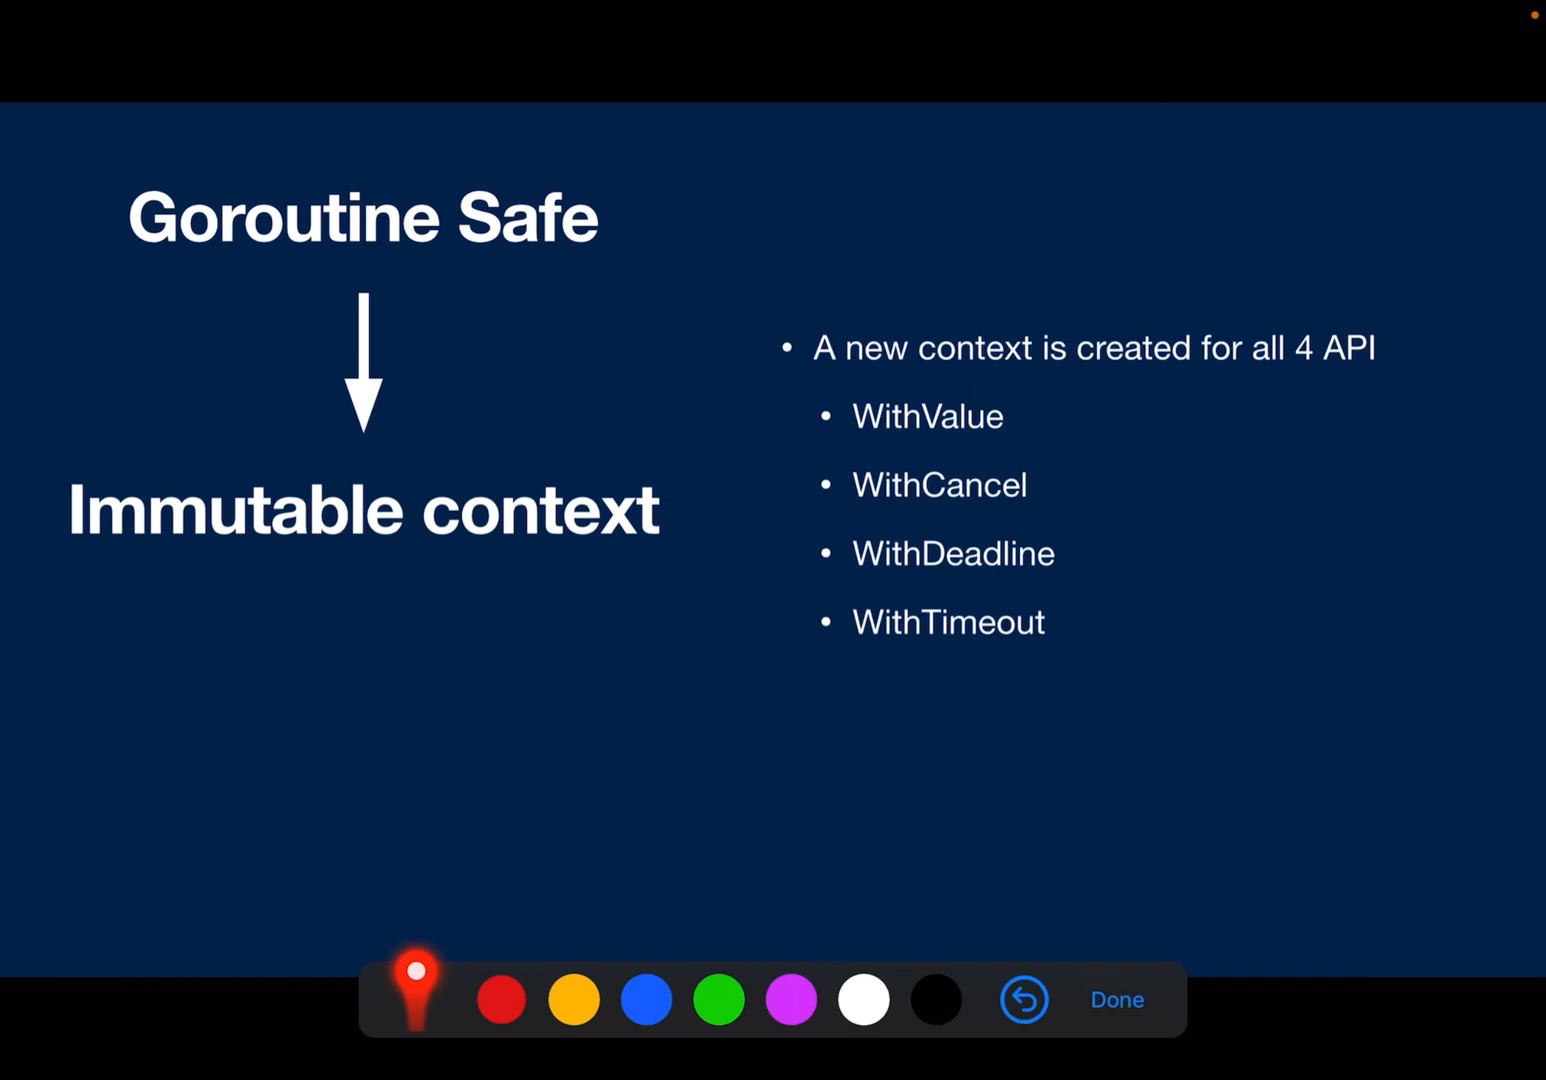 Goroutine Safe
Immutable context
• A new context is created for all 4 API
• WithValue
• WithCancel
• WithDeadline
• WithTimeout
Done